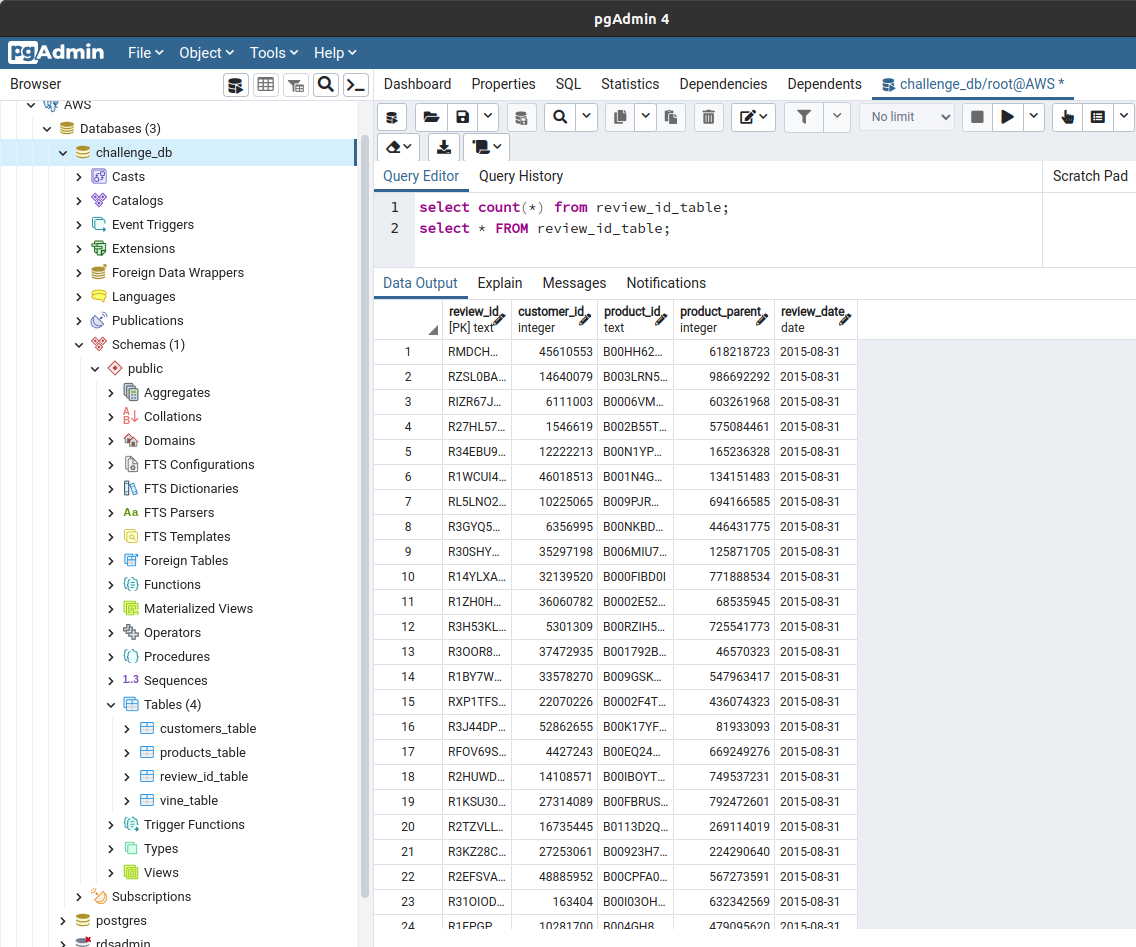 pgAdmin 4
pgAdmin File Object Tools Help
Browser
Dashboard Properties SQL Statistics Dependencies Dependents challenge_db/root@AWS *
No limit
Query Editor Query History Scratch Pad
1 select count(*) from review_id_table;
2 select * FROM review_id_table;
Data Output Explain Messages Notifications
review_id customer_id product_id product_parent review_date
[PK] text integer text integer date
1 RMDCH... 45610553 B00HH62... 618218723 2015-08-31
2 RZSL0BA... 14640079 B003LRN5... 986692292 2015-08-31
3 RIZR67J... 6111003 B0006VM... 603261968 2015-08-31
4 R27HL57... 1546619 B002B55T... 575084461 2015-08-31
5 R34EBU9... 12222213 B00N1YP... 165236328 2015-08-31
6 R1WCUI4... 46018513 B001N4G... 134151483 2015-08-31
7 RL5LNO2... 10225065 B009PJR... 694166585 2015-08-31
8 R3GYQ5... 6356995 B00NKBD... 446431775 2015-08-31
9 R30SHY... 35297198 B006MIU7... 125871705 2015-08-31
10 R14YLXA... 32139520 B000FIBD0I 771888534 2015-08-31
11 R1ZH0H... 36060782 B0002E52... 68535945 2015-08-31
12 R3H53KL... 5301309 B00RZIH5... 725541773 2015-08-31
13 R3OOR8... 37472935 B001792B... 46570323 2015-08-31
14 R1BY7W... 33578270 B009GSK... 547963417 2015-08-31
15 RXP1TFS... 22070226 B0002F4T... 436074323 2015-08-31
16 R3J44DP... 52862655 B00K17YF... 81933093 2015-08-31
17 RFOV69S... 4427243 B00EQ24... 669249276 2015-08-31
18 R2HUWD... 14108571 B00IBOYT... 749537231 2015-08-31
19 R1KSU30... 27314089 B00FBRUS... 792472601 2015-08-31
20 R2TZVLL... 16735445 B0113D2Q... 269114019 2015-08-31
21 R3KZ28C... 27253061 B00923H7... 224290640 2015-08-31
22 R2EFSVA... 48885952 B00CPFA0... 567273591 2015-08-31
23 R31OIOD... 163404 B00I03OH... 632342569 2015-08-31
24 R1FPGP... 10281700 B004GH8... 479095620 2015-08-31
AWS
Databases (3)
challenge_db
Casts
Catalogs
Event Triggers
Extensions
Foreign Data Wrappers
Languages
Publications
Schemas (1)
public
Aggregates
Collations
Domains
FTS Configurations
FTS Dictionaries
Aa FTS Parsers
FTS Templates
Foreign Tables
Functions
Materialized Views
Operators
Procedures
1..3 Sequences
Tables (4)
customers_table
products_table
review_id_table
vine_table
Trigger Functions
Types
Views
Subscriptions
postgres
rdsadmin